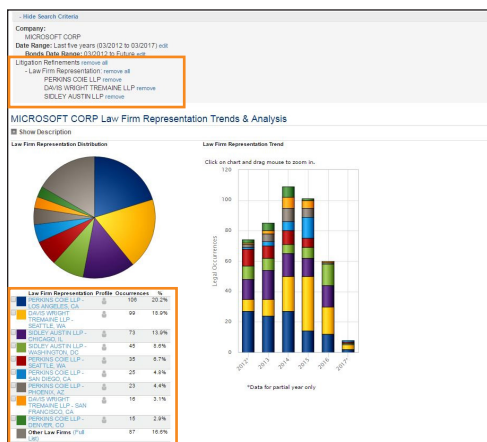 - Hide Search Criteria
Company:
MICROSOFT CORP
Date Range: Last five years (03/2012 to 03/2017) edit
Bonds Date Range: 03/2012 to Future edit
Litigation Refinements remove all
- Law Firm Representation: remove all
PERKINS COIE LLP remove
DAVIS WRIGHT TREMAINE LLP remove
SIDLEY AUSTIN LLP remove
MICROSOFT CORP Law Firm Representation Trends & Analysis
Show Description
Law Firm Representation Distribution
Law Firm Representation Trend
Click on chart and drag mouse to zoom in.
120
100
80
60
40
20
0
Legal Occurrences
2012*
2013
2014
2015
2016
2017*
*Data for partial year only
Law Firm Representation Profile Occurrences %
PERKINS COIE LLP - 106 20.2%
LOS ANGELES, CA
DAVIS WRIGHT 99 18.9%
TREMAINE LLP -
SEATTLE, WA
SIDLEY AUSTIN LLP - 73 13.9%
CHICAGO, IL
SIDLEY AUSTIN LLP - 45 8.6%
WASHINGTON, DC
PERKINS COIE LLP - 35 6.7%
SEATTLE, WA
PERKINS COIE LLP - 25 4.8%
SAN DIEGO, CA
PERKINS COIE LLP - 23 4.4%
PHOENIX, AZ
DAVIS WRIGHT 16 3.1%
TREMAINE LLP - SAN
FRANCISCO, CA
PERKINS COIE LLP - 15 2.9%
DENVER, CO
Other Law Firms (Full 87 16.6%
List)